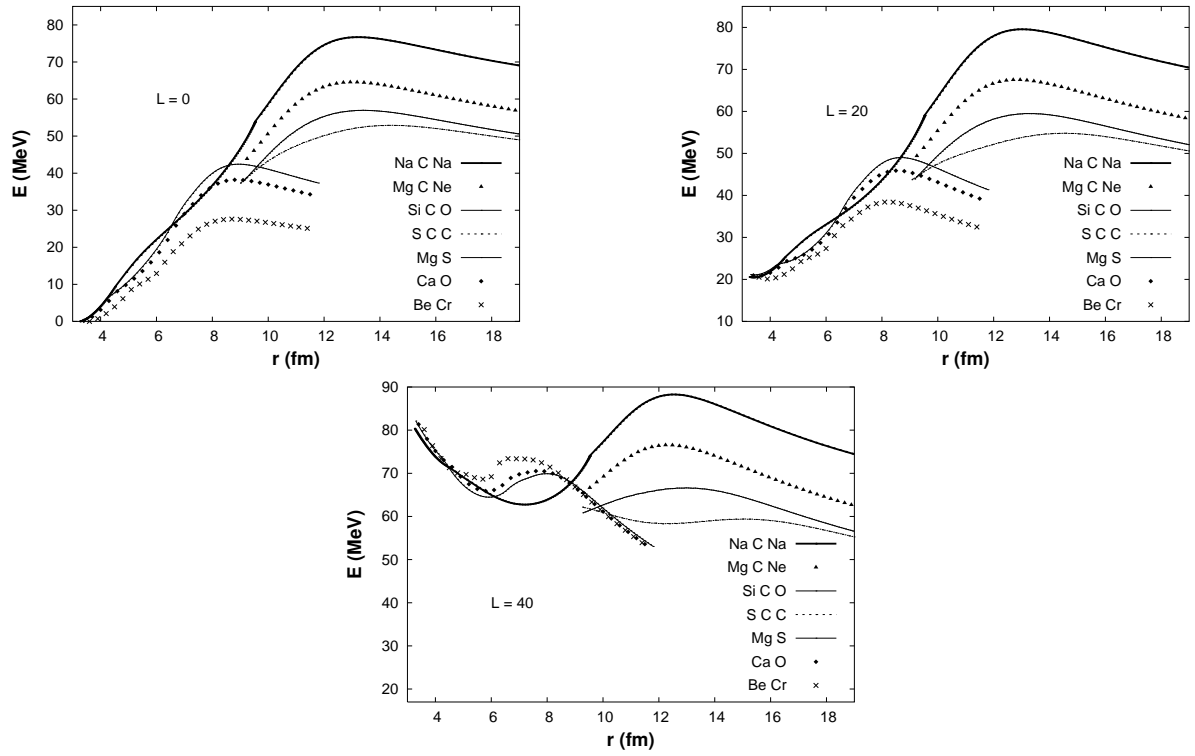 80
70
60
50
40
30
20
10
0
E (MeV)
L = 0
Na C Na
Mg C Ne
Si C O
S C C
Mg S
Ca O
Be Cr
4 6 8 10 12 14 16 18
r (fm)
80
70
60
50
40
30
20
10
E (MeV)
L = 20
Na C Na
Mg C Ne
Si C O
S C C
Mg S
Ca O
Be Cr
4 6 8 10 12 14 16 18
r (fm)
90
80
70
60
50
40
30
20
E (MeV)
Na C Na
Mg C Ne
Si C O
L = 40
S C C
Mg S
Ca O
Be Cr
4 6 8 10 12 14 16 18
r (fm)